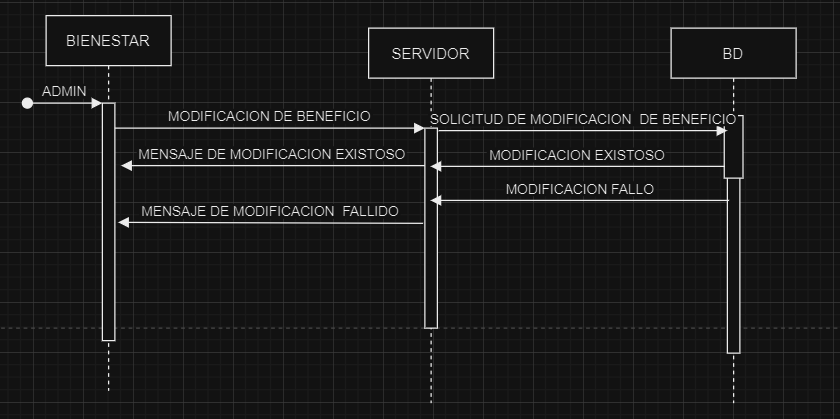 BIENESTAR
SERVIDOR
BD
ADMIN
MODIFICACION DE BENEFICIO
SOLICITUD DE MODIFICACION DE BENEFICIO
MENSAJE DE MODIFICACION EXISTOSO
MODIFICACION EXISTOSO
MODIFICACION FALLO
MENSAJE DE MODIFICACION FALLIDO